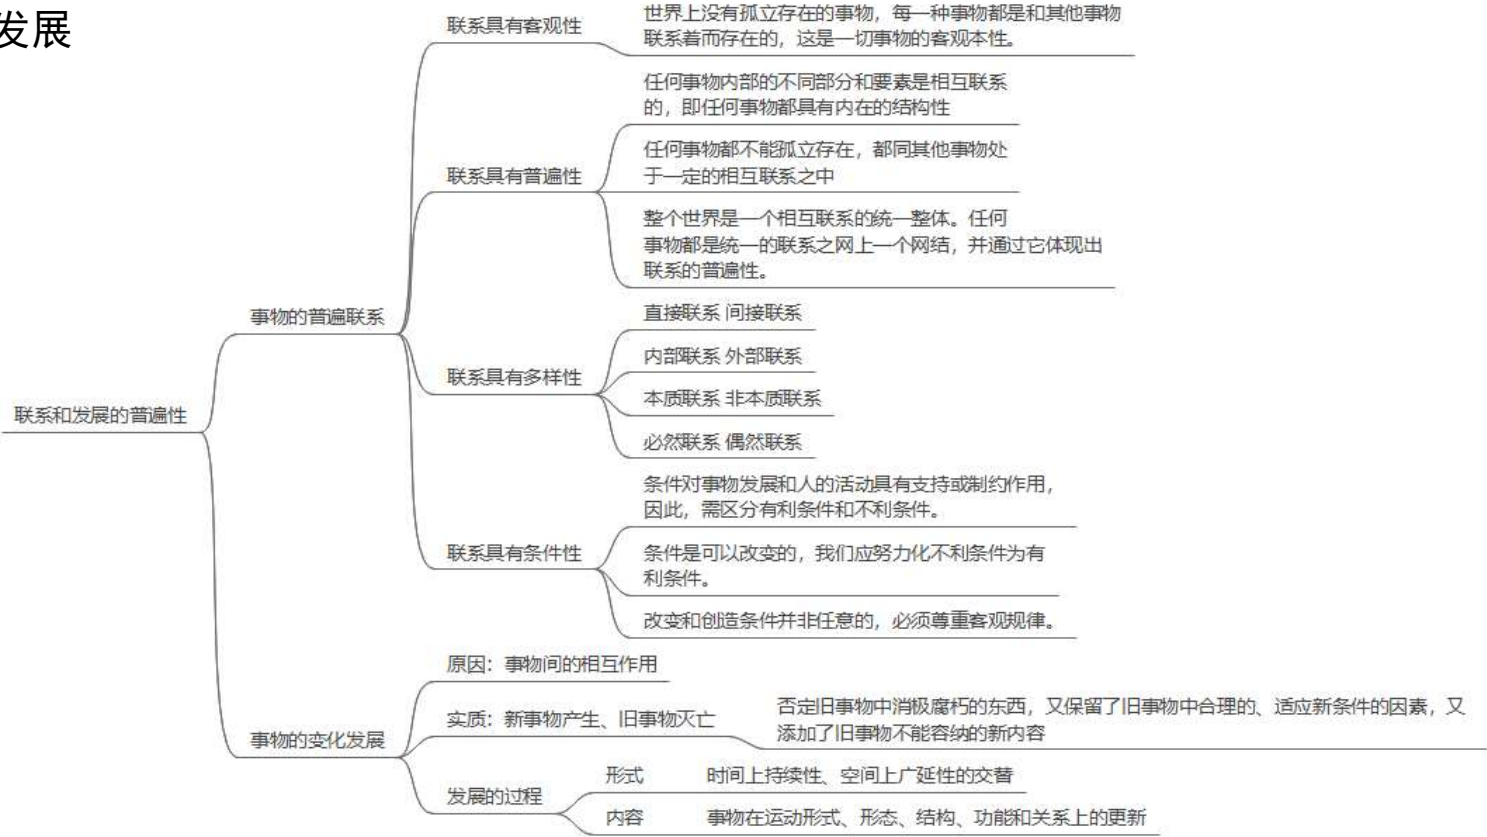 发展
联系和发展的普遍性
事物的普遍联系
联系具有客观性
世界上没有孤立存在的事物，每一种事物都是和其他事物
联系着而存在的，这是一切事物的客观本性。
联系具有普遍性
任何事物内部的不同部分和要素是相互联系
的，即任何事物都具有内在的结构性
任何事物都不能孤立存在，都同其他事物处
于一定的相互联系之中
整个世界是一个相互联系的统一整体。任何
事物都是统一的联系之网上一个网结，并通过它体现出
联系的普遍性。
联系具有多样性
直接联系 间接联系
内部联系 外部联系
本质联系 非本质联系
必然联系 偶然联系
联系具有条件性
条件对事物发展和人的活动具有支持或制约作用，
因此，需区分有利条件和不利条件。
条件是可以改变的，我们应努力化不利条件为有
利条件。
改变和创造条件并非任意的，必须尊重客观规律。
事物的变化发展
原因：事物间的相互作用
实质：新事物产生、旧事物灭亡
否定旧事物中消极腐朽的东西，又保留了旧事物中合理的、适应新条件的因素，又
添加了旧事物不能容纳的新内容
发展的过程
形式 时间上持续性、空间上广延性的交替
内容 事物在运动形式、形态、结构、功能和关系上的更新